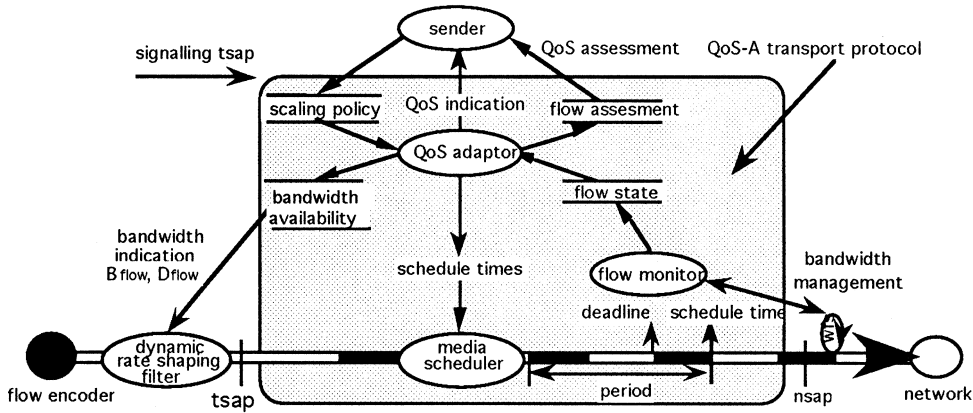 sender
signalling tsap
QoS assessment
QoS-A transport protocol
scaling policy
QoS indication
flow assesment
QoS adaptor
bandwidth
availability
flow state
bandwidth
indication
Bflow, Dflow
schedule times
flow monitor
bandwidth
management
deadline
schedule time
dynamic
rate shaping
filter
media
scheduler
flow encoder
tsap
period
nsap
network